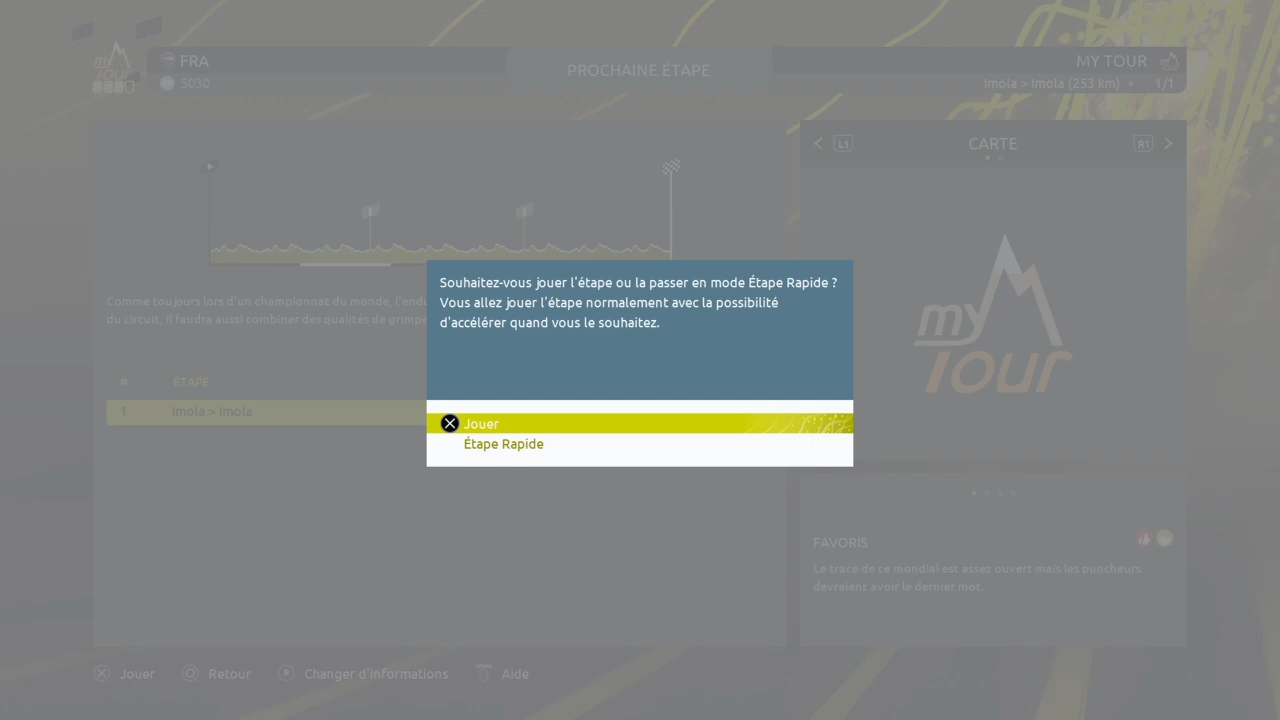 my
Tour
FRA
5030
PROCHAINE ÉTAPE
MY TOUR
Imola > Imola (253 km)
1/1
L1
CARTE
R1
my
Tour
Comme toujours lors d'un championnat du monde,
du circuit, il faudra aussi combiner des qualités de
# ÉTAPE
1 Imola > Imola
Souhaitez-vous jouer l'étape ou la passer en mode Étape Rapide ?
Vous allez jouer l'étape normalement avec la possibilité
d'accélérer quand vous le souhaitez.
Jouer
Étape Rapide
FAVORIS
Le tracé de ce mondial est assez ouvert mais les puncheurs
devraient avoir le dernier mot.
Jouer
Retour
R
Changer d'informations
Aide